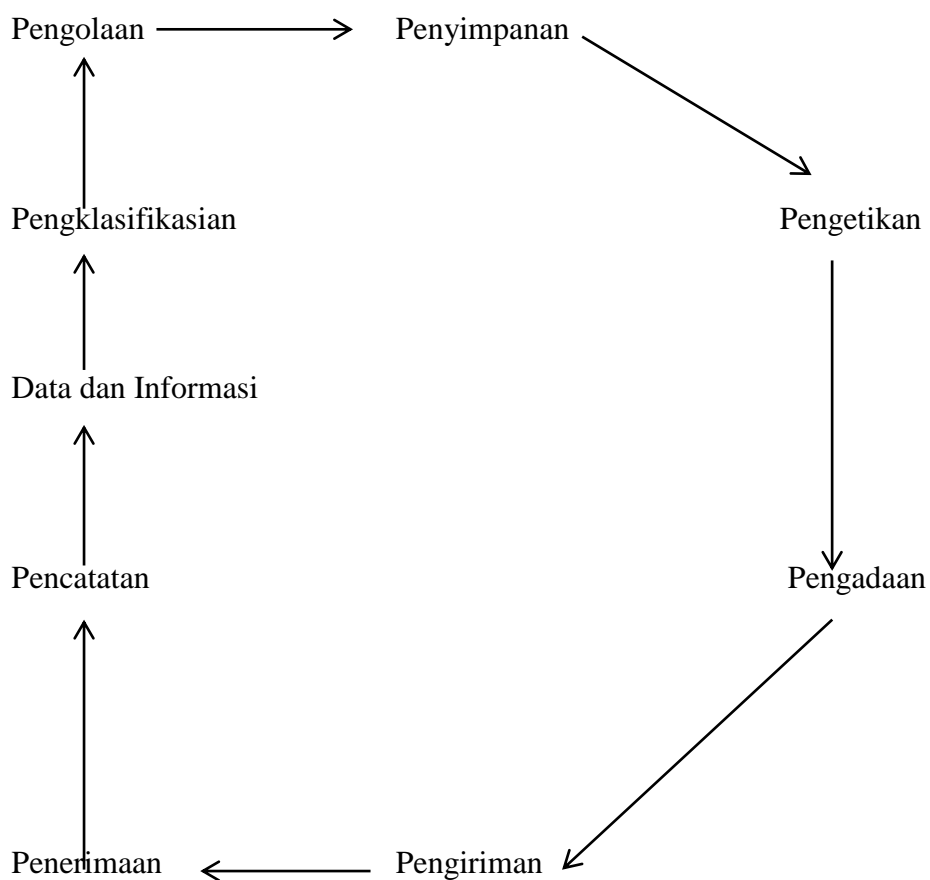 Pengolaan Penyimpanan
Pengklasifikasian Pengetikan
Data dan Informasi
Pencatatan Pengadaan
Penerimaan Pengiriman